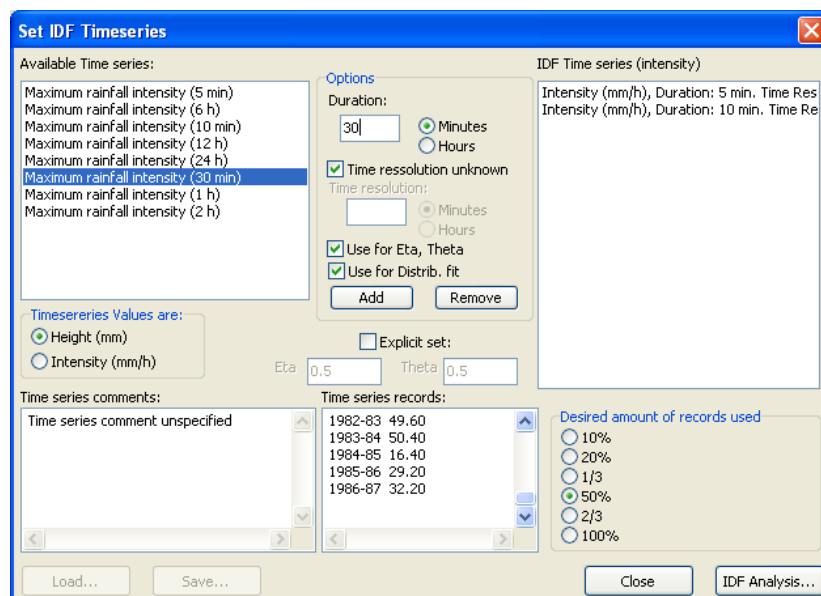 Set IDF Timeseries
Available Time series:
Maximum rainfall intensity (5 min)
Maximum rainfall intensity (6 h)
Maximum rainfall intensity (10 min)
Maximum rainfall intensity (12 h)
Maximum rainfall intensity (24 h)
Maximum rainfall intensity (30 min)
Maximum rainfall intensity (1 h)
Maximum rainfall intensity (2 h)
Options
Duration:
30
Minutes
Hours
Time ressolution unknown
Time resolution:
Minutes
Hours
Use for Eta, Theta
Use for Distrib. fit
Add
Remove
IDF Time series (intensity)
Intensity (mm/h), Duration: 5 min. Time Res
Intensity (mm/h), Duration: 10 min. Time Re
Timesereries Values are:
Height (mm)
Intensity (mm/h)
Explicit set:
Eta
0.5
Theta
0.5
Time series comments:
Time series comment unspecified
Time series records:
1982-83 49.60
1983-84 50.40
1984-85 16.40
1985-86 29.20
1986-87 32.20
Desired amount of records used
10%
20%
1/3
50%
2/3
100%
Load...
Save...
Close
IDF Analysis...